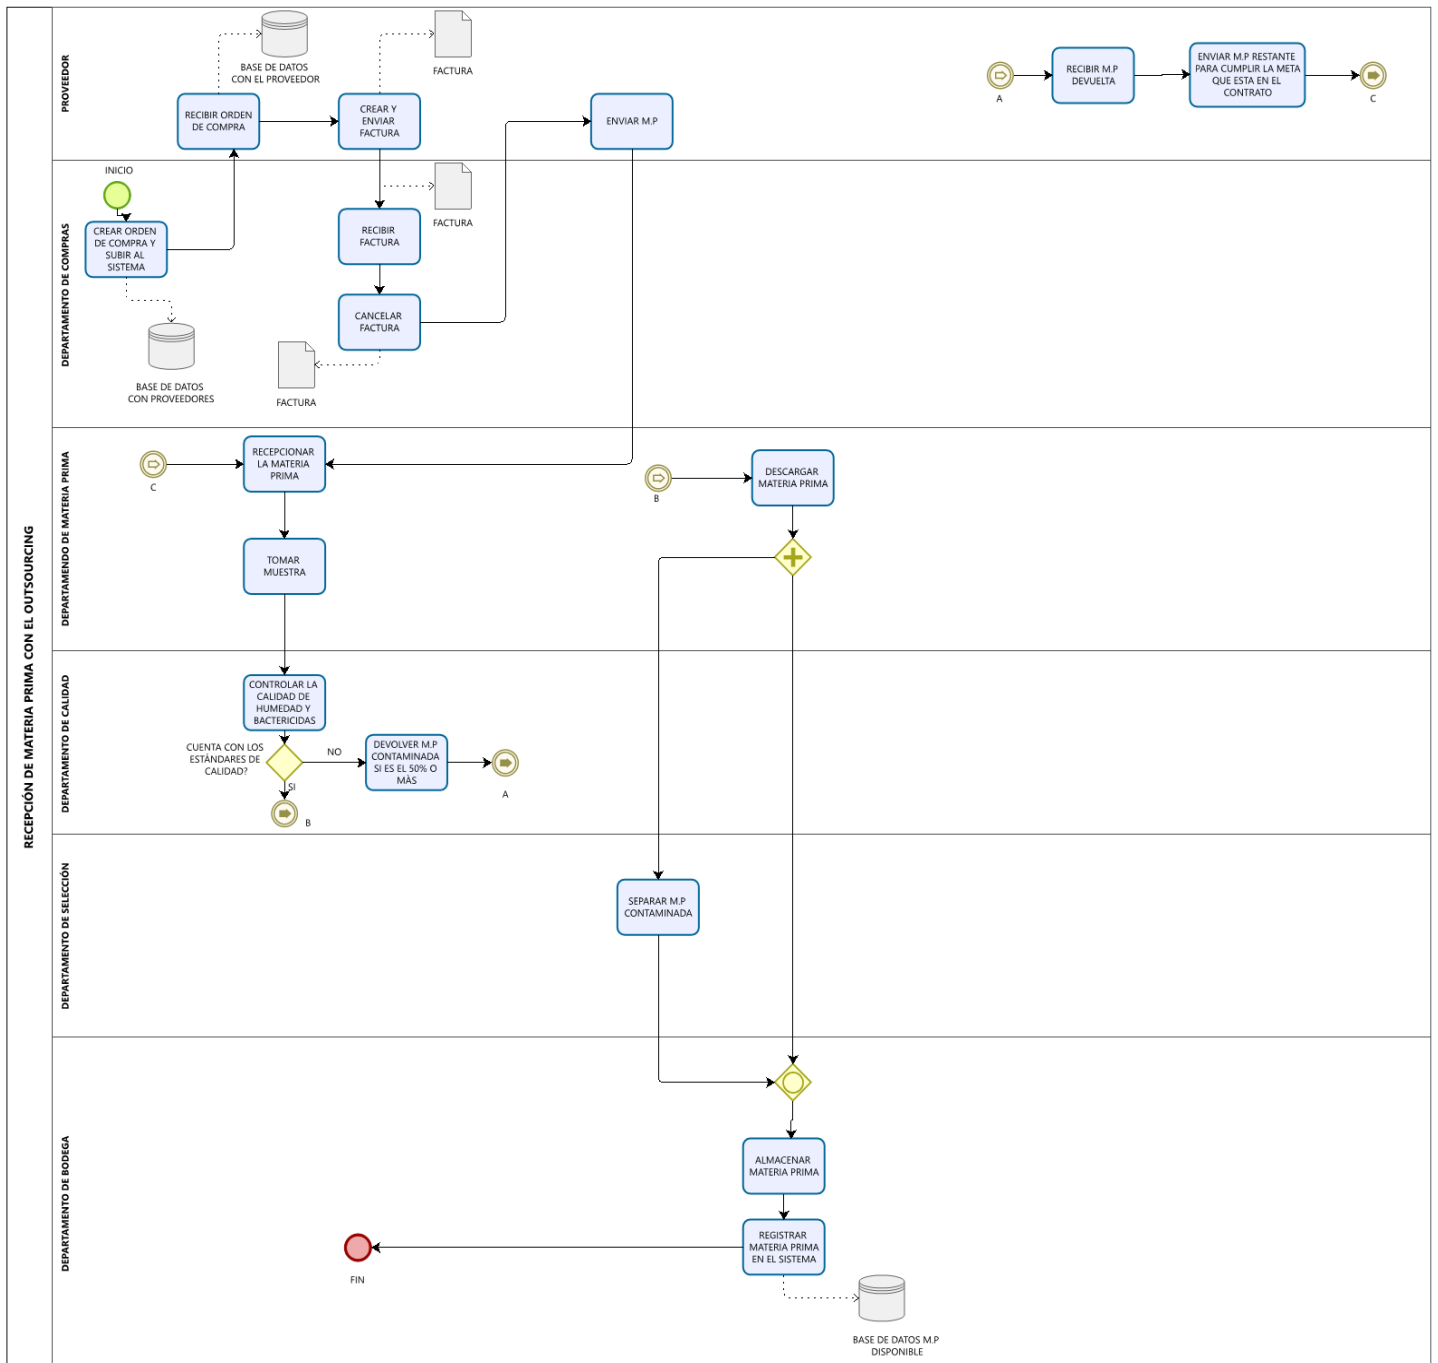 RECEPCIÓN DE MATERIA PRIMA CON EL OUTSOURCING
PROVEEDOR
BASE DE DATOS
CON EL PROVEEDOR
FACTURA
RECIBIR ORDEN
DE COMPRA
CREAR Y
ENVIAR
FACTURA
ENVIAR M.P
A
RECIBIR M.P
DEVUELTA
ENVIAR M.P RESTANTE
PARA CUMPLIR LA META
QUE ESTA EN EL
CONTRATO
C
DEPARTAMENTO DE COMPRAS
INICIO
CREAR ORDEN
DE COMPRA Y
SUBIR AL
SISTEMA
BASE DE DATOS
CON PROVEEDORES
FACTURA
RECIBIR
FACTURA
CANCELAR
FACTURA
FACTURA
DEPARTAMENDO DE MATERIA PRIMA
C
RECEPCIONAR
LA MATERIA
PRIMA
TOMAR
MUESTRA
B
DESCARGAR
MATERIA PRIMA
DEPARTAMENTO DE CALIDAD
CONTROLAR LA
CALIDAD DE
HUMEDAD Y
BACTERICIDAS
CUENTA CON LOS
ESTÁNDARES DE
CALIDAD?
NO
SI
DEVOLVER M.P
CONTAMINADA
SI ES EL 50% O
MÀS
A
B
DEPARTAMENTO DE SELECCIÓN
SEPARAR M.P
CONTAMINADA
DEPARTAMENTO DE BODEGA
ALMACENAR
MATERIA PRIMA
REGISTRAR
MATERIA PRIMA
EN EL SISTEMA
FIN
BASE DE DATOS M.P
DISPONIBLE